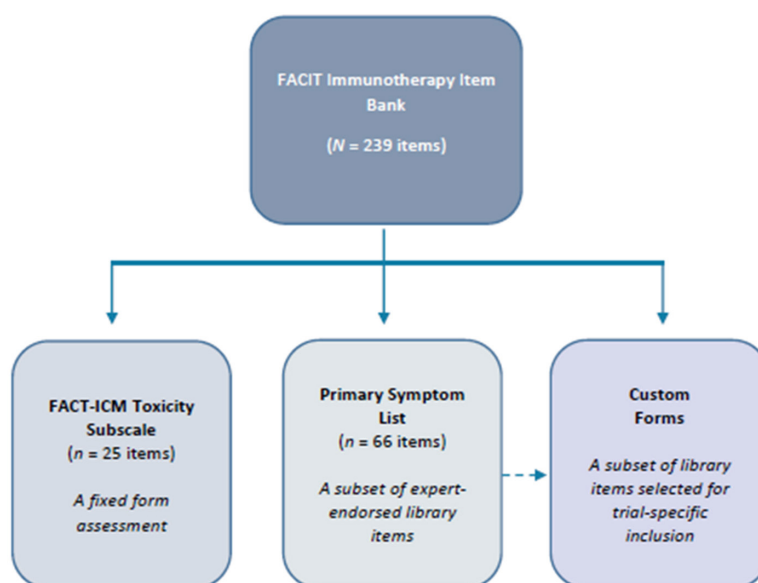 FACIT Immunotherapy Item
Bank
(N = 239 items)
FACT-ICM Toxicity
Subscale
(n = 25 items)
A fixed form
assessment
Primary Symptom
List
(n = 66 items)
A subset of expert-
endorsed library
items
Custom
Forms
A subset of library
items selected for
trial-specific
inclusion